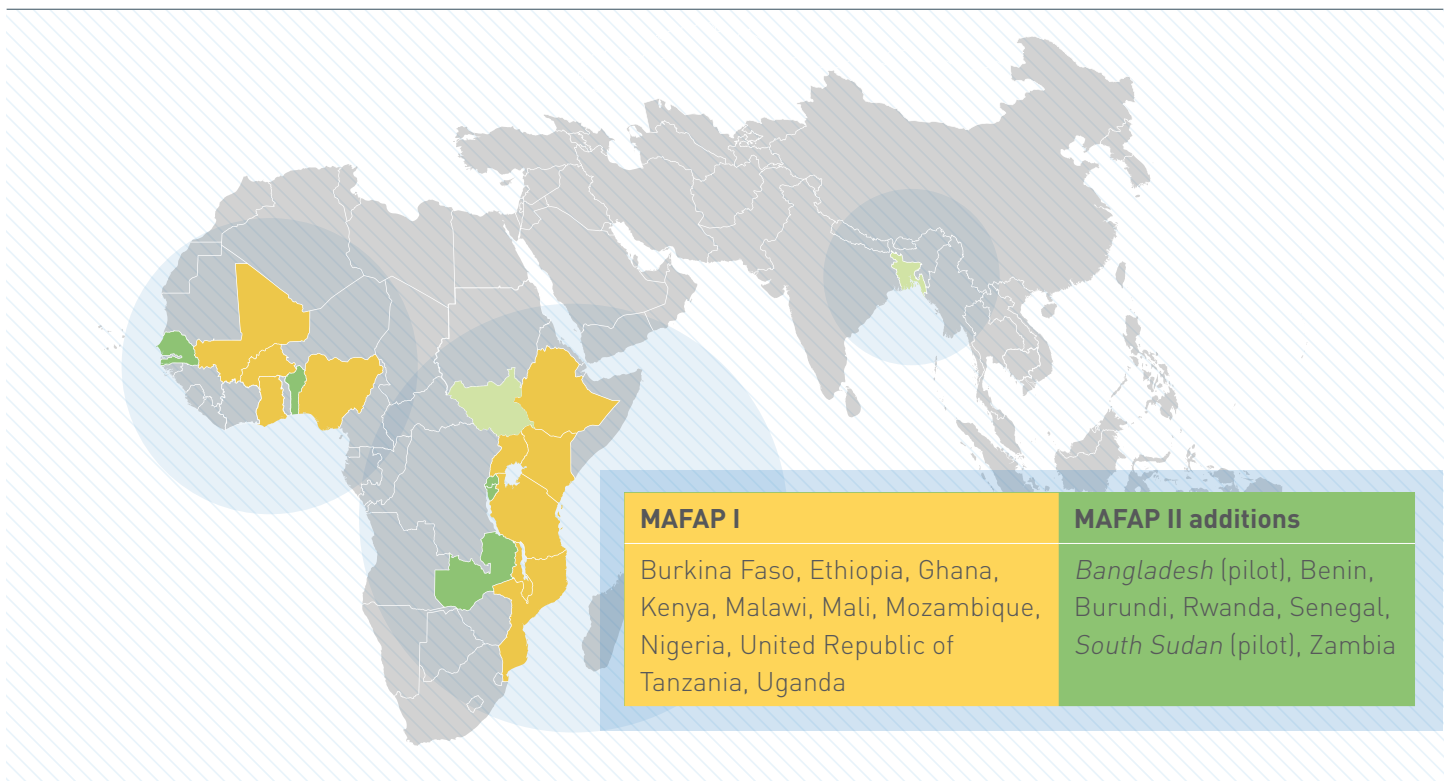 MAFAP I
Burkina Faso, Ethiopia, Ghana,
Kenya, Malawi, Mali, Mozambique,
Nigeria, United Republic of
Tanzania, Uganda
MAFAP II additions
Bangladesh (pilot), Benin,
Burundi, Rwanda, Senegal,
South Sudan (pilot), Zambia